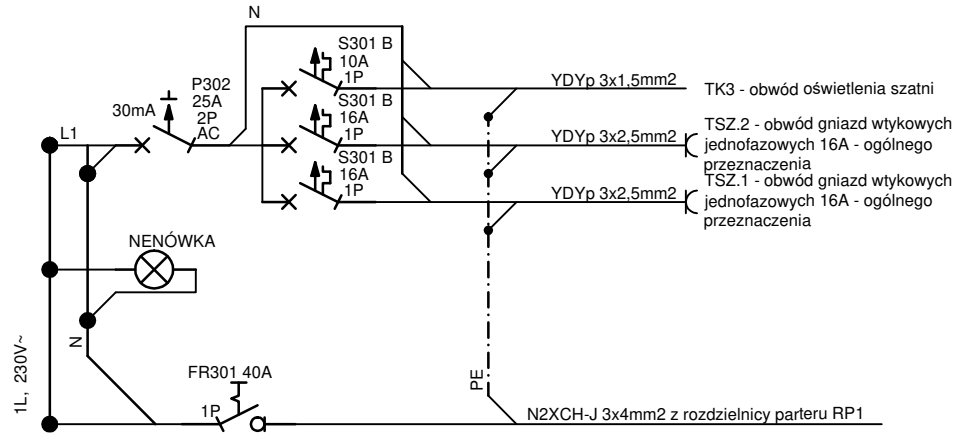 N
S301 B
10A
1P
P302
25A
2P
AC
30mA
L1
S301 B
16A
1P
S301 B
16A
1P
YDYp 3x1,5mm2
TK3 - obwód oświetlenia szatni
YDYp 3x2,5mm2
TSZ.2 - obwód gniazd wtykowych
jednofazowych 16A - ogólnego
przeznaczenia
YDYp 3x2,5mm2
TSZ.1 - obwód gniazd wtykowych
jednofazowych 16A - ogólnego
przeznaczenia
NENÓWKA
N
1L, 230V~
FR301 40A
1P
PE
N2XCH-J 3x4mm2 z rozdzielnicy parteru RP1